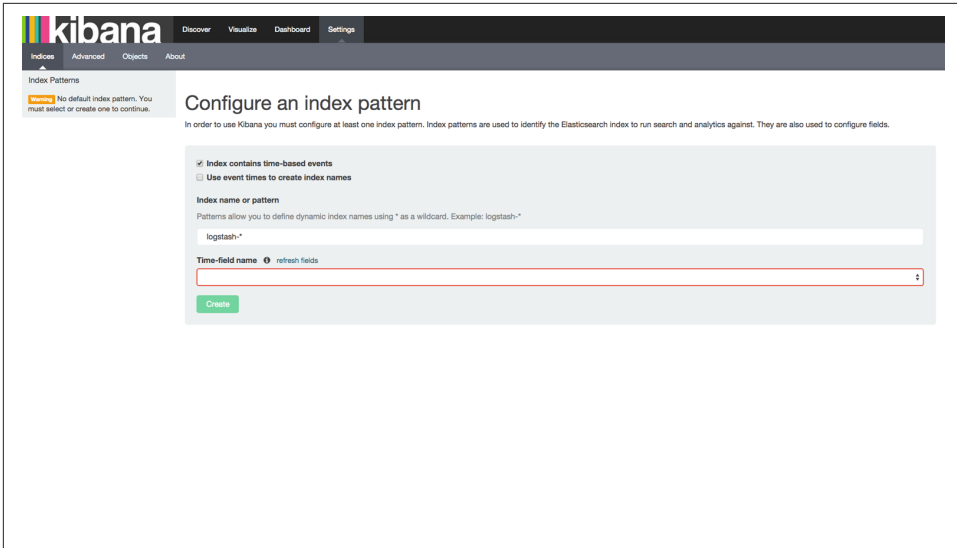 kibana
Discover Visualize Dashboard Settings
Indices Advanced Objects About
Index Patterns
Warning No default index pattern. You
must select or create one to continue.
Configure an index pattern
In order to use Kibana you must configure at least one index pattern. Index patterns are used to identify the Elasticsearch index to run search and analytics against. They are also used to configure fields.
Index contains time-based events
Use event times to create index names
Index name or pattern
Patterns allow you to define dynamic index names using * as a wildcard. Example: logstash-*
logstash-*
Time-field name refresh fields
Create